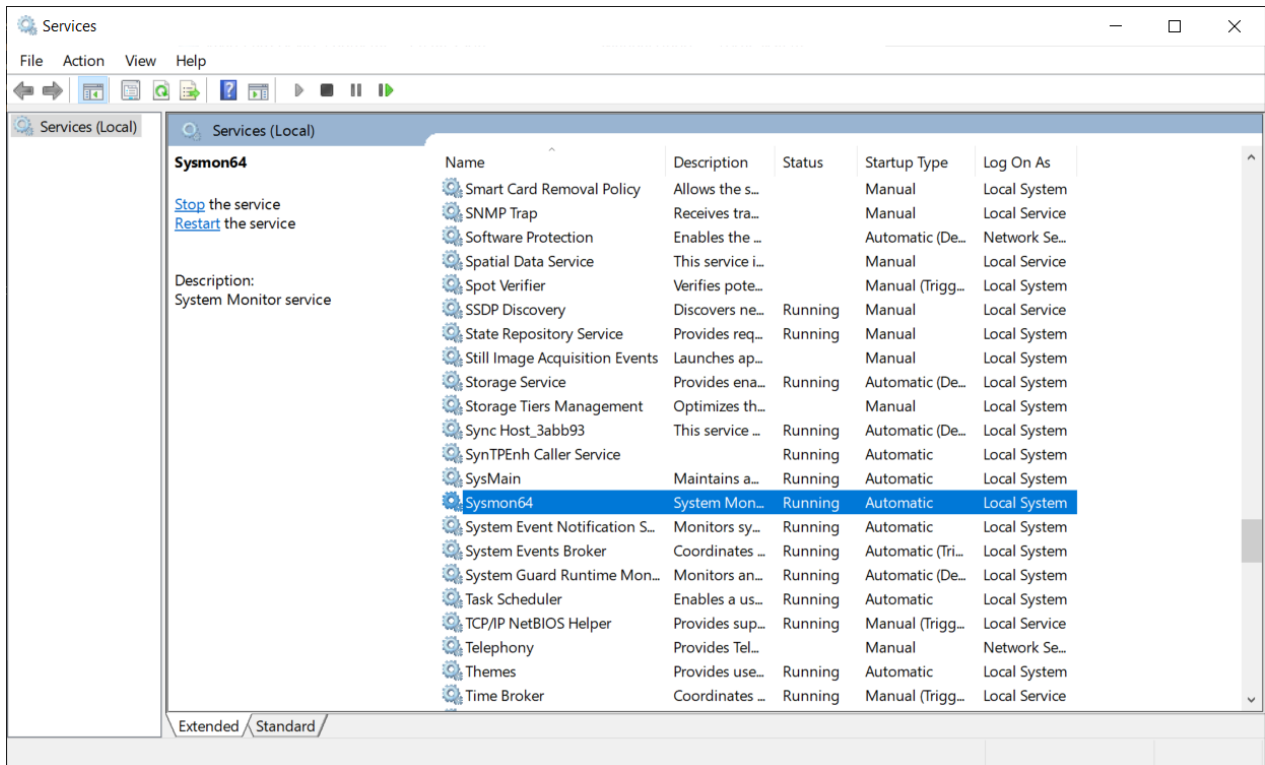 Services
File Action View Help
Services (Local)
Services (Local)
Sysmon64
Stop the service
Restart the service
Description:
System Monitor service
Name Description Status Startup Type Log On As
Smart Card Removal Policy Allows the s... Manual Local System
SNMP Trap Receives tra... Manual Local Service
Software Protection Enables the ... Automatic (De... Network Se...
Spatial Data Service This service i... Manual Local Service
Spot Verifier Verifies pote... Manual (Trigg... Local System
SSDP Discovery Discovers ne... Running Manual Local Service
State Repository Service Provides req... Running Manual Local System
Still Image Acquisition Events Launches ap... Manual Local System
Storage Service Provides ena... Running Automatic (De... Local System
Storage Tiers Management Optimizes th... Manual Local System
Sync Host_3abb93 This service ... Running Automatic (De... Local System
SynTPEnh Caller Service Running Automatic Local System
SysMain Maintains a... Running Automatic Local System
Sysmon64 System Mon... Running Automatic Local System
System Event Notification S... Monitors sy... Running Automatic Local System
System Events Broker Coordinates ... Running Automatic (Tri... Local System
System Guard Runtime Mon... Monitors an... Running Automatic (De... Local System
Task Scheduler Enables a us... Running Automatic Local System
TCP/IP NetBIOS Helper Provides sup... Running Manual (Trigg... Local Service
Telephony Provides Tel... Manual Network Se...
Themes Provides use... Running Automatic Local System
Time Broker Coordinates ... Running Manual (Trigg... Local Service
Extended Standard